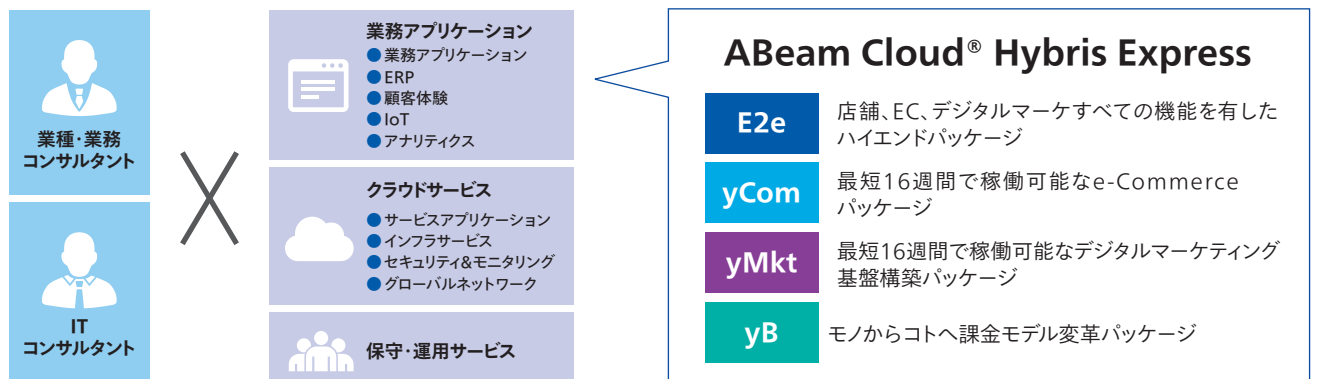 業種・業務
コンサルタント
IT
コンサルタント
業務アプリケーション
●業務アプリケーション
●ERP
●顧客体験
●IoT
●アナリティクス
クラウドサービス
●サービスアプリケーション
●インフラサービス
●セキュリティ&モニタリング
●グローバルネットワーク
保守・運用サービス
ABeam Cloud® Hybris Express
E2e
店舗、EC、デジタルマーケすべての機能を有した
ハイエンドパッケージ
yCom
最短16週間で稼働可能なe-Commerce
パッケージ
yMkt
最短16週間で稼働可能なデジタルマーケティング
基盤構築パッケージ
yB
モノからコトへ課金モデル変革パッケージ